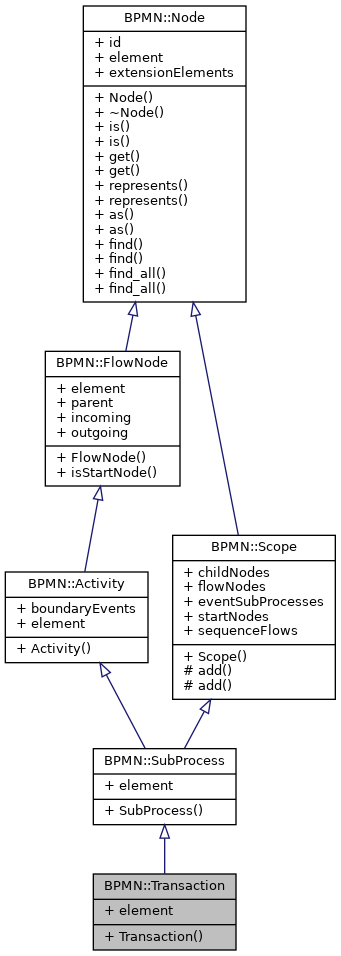 BPMN::Node
+ id
+ element
+ extensionElements
+ Node()
+ ~Node()
+ is()
+ is()
+ get()
+ get()
+ represents()
+ represents()
+ as()
+ as()
+ find()
+ find()
+ find_all()
+ find_all()
BPMN::FlowNode
+ element
+ parent
+ incoming
+ outgoing
+ FlowNode()
+ isStartNode()
BPMN::Scope
+ childNodes
+ flowNodes
+ eventSubProcesses
+ startNodes
+ sequenceFlows
+ Scope()
# add()
# add()
BPMN::Activity
+ boundaryEvents
+ element
+ Activity()
BPMN::SubProcess
+ element
+ SubProcess()
BPMN::Transaction
+ element
+ Transaction()